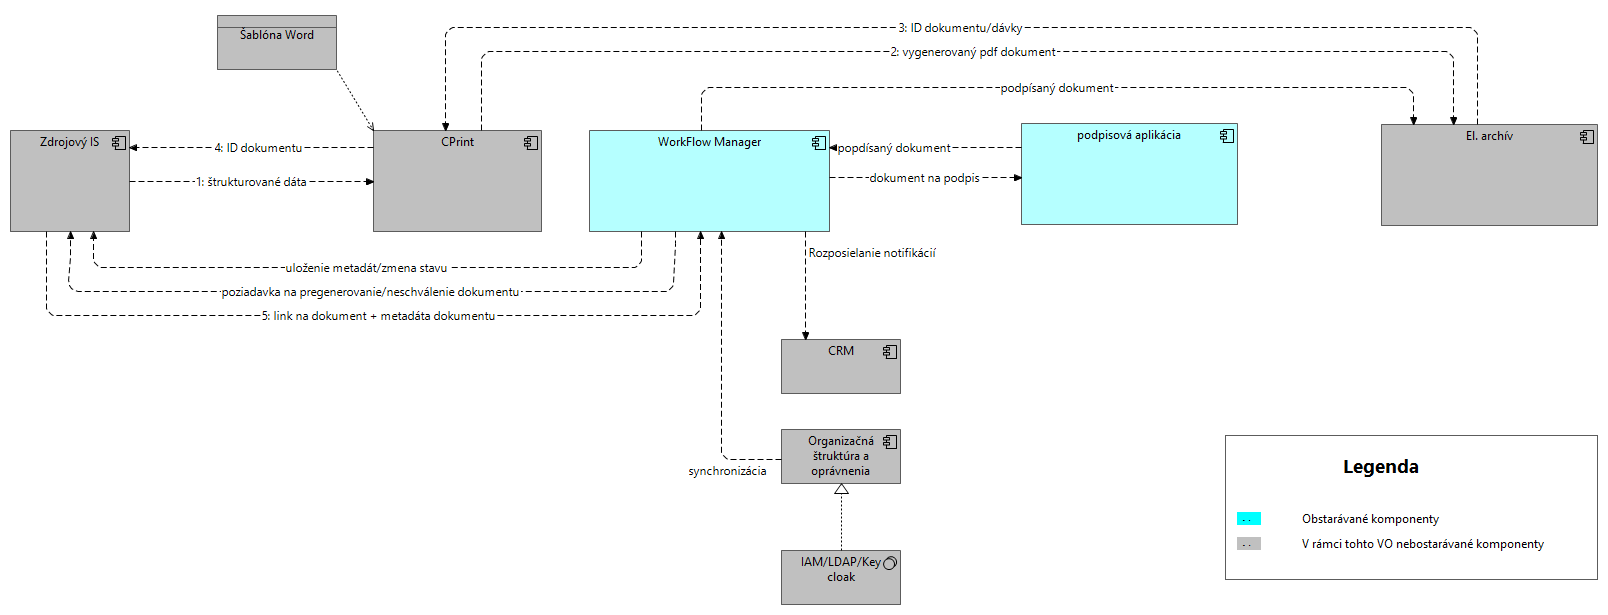 Šablóna Word
3: ID dokumentu/dávky
2: vygenerovaný pdf dokument
podpísaný dokument
Zdrojový IS
4: ID dokumentu
1: štrukturované dáta
CPrint
WorkFlow Manager
popdísaný dokument
dokument na podpis
podpisová aplikácia
El. archív
uloženie metadát/zmena stavu
poziadavka na pregenerovanie/neschválenie dokumentu
5: link na dokument + metadáta dokumentu
Rozposielanie notifikácií
CRM
Organizačná
štruktúra a
oprávnenia
synchronizácia
IAM/LDAP/Key
cloak
Legenda
. .
Obstarávané komponenty
. .
V rámci tohto VO nebostarávané komponenty